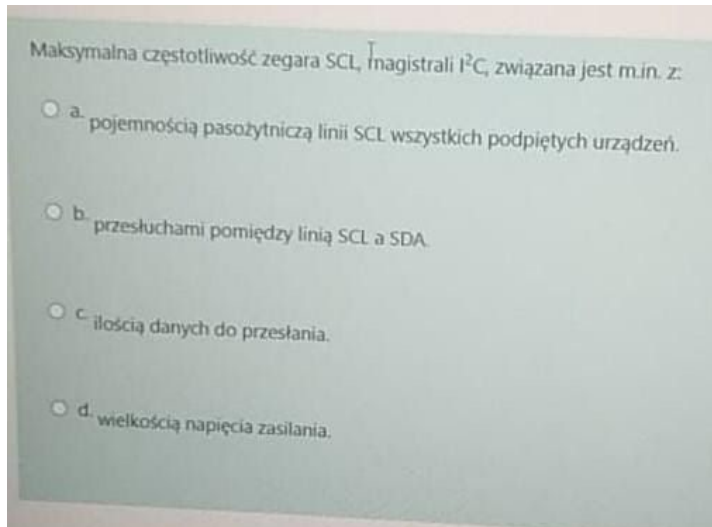 Maksymalna częstotliwość zegara SCL, magistrali I²C, związana jest m.in. z:
a. pojemnością pasożytniczą linii SCL wszystkich podpiętych urządzeń.
b. przesłuchami pomiędzy linią SCL a SDA.
c. ilością danych do przesłania.
d. wielkością napięcia zasilania.